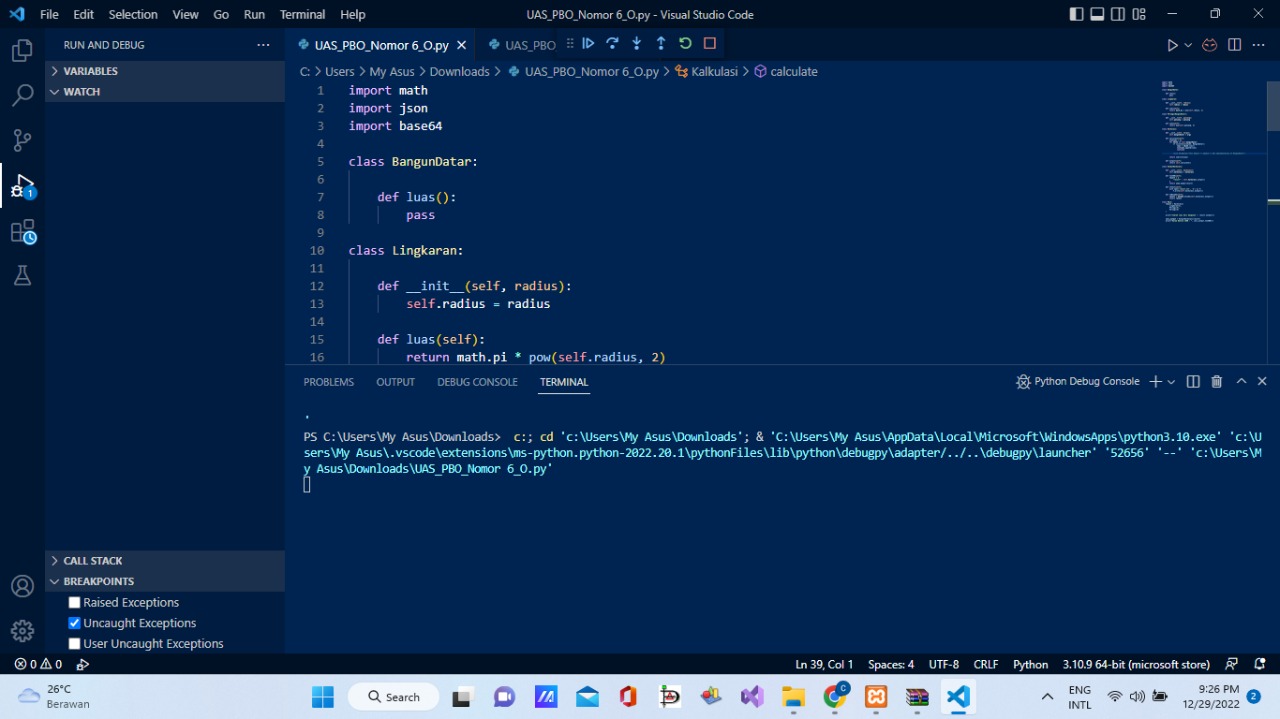 File Edit Selection View Go Run Terminal Help
UAS_PBO_Nomor 6_O.py - Visual Studio Code
RUN AND DEBUG
VARIABLES
WATCH
UAS_PBO_Nomor 6_O.py
UAS_PBO
C: > Users > My Asus > Downloads > UAS_PBO_Nomor 6_O.py > Kalkulasi > calculate
1 import math
2 import json
3 import base64
4
5 class BangunDatar:
6
7 def luas():
8 pass
9
10 class Lingkaran:
11
12 def __init__(self, radius):
13 self.radius = radius
14
15 def luas(self):
16 return math.pi * pow(self.radius, 2)
PROBLEMS OUTPUT DEBUG CONSOLE TERMINAL
Python Debug Console
.
PS C:\Users\My Asus\Downloads>  c:; cd 'c:\Users\My Asus\Downloads'; & 'C:\Users\My Asus\AppData\Local\Microsoft\WindowsApps\python3.10.exe' 'c:\U
sers\My Asus\.vscode\extensions\ms-python.python-2022.20.1\pythonFiles\lib\python\debugpy\adapter/../..\debugpy\launcher' '52656' '--' 'c:\Users\M
y Asus\Downloads\UAS_PBO_Nomor 6_O.py'
CALL STACK
BREAKPOINTS
Raised Exceptions
Uncaught Exceptions
User Uncaught Exceptions
1
0 0
Ln 39, Col 1 Spaces: 4 UTF-8 CRLF Python 3.10.9 64-bit (microsoft store)
26°C
Berawan
Search
C
ENG
INTL
9:26 PM
12/29/2022
2